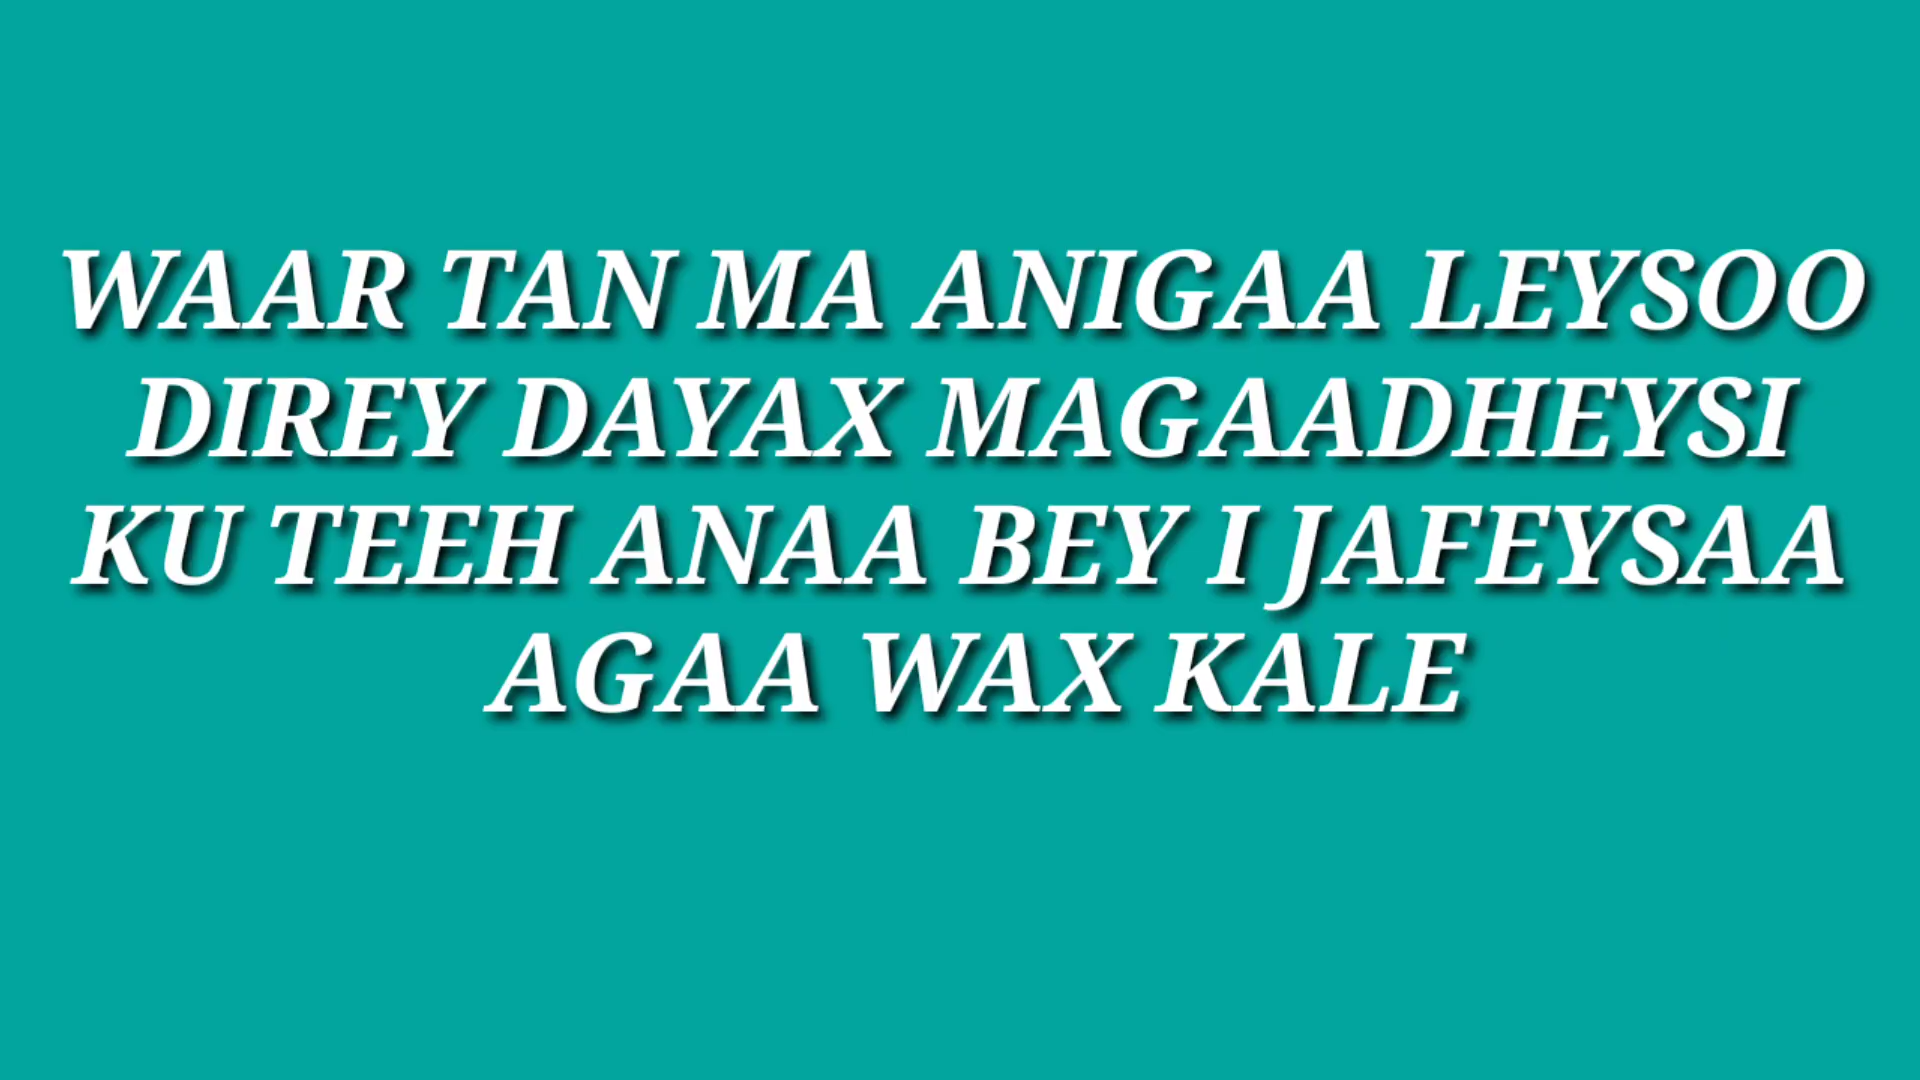 WAAR TAN MA ANIGAA LEYSOO
DIREY DAYAX MAGAADHEYSI
KU TEEH ANAA BEY I JAFEYSAA
AGAA WAX KALE